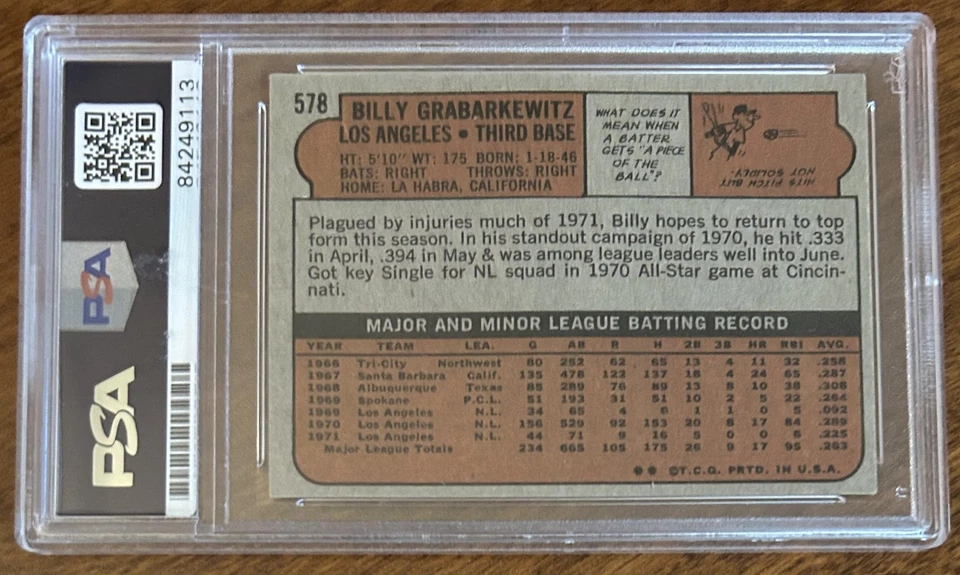 84249113
PSA
PSA
578
BILLY GRABARKEWITZ
LOS ANGELES • THIRD BASE
HT: 5'10" WT: 175 BORN: 1-18-46
BATS: RIGHT THROWS: RIGHT
HOME: LA HABRA, CALIFORNIA
WHAT DOES IT
MEAN WHEN
A BATTER
GETS "A PIECE
OF THE
BALL"?
HITS PITCH BUT
NOT SOLIDLY.
Plagued by injuries much of 1971, Billy hopes to return to top
form this season. In his standout campaign of 1970, he hit .333
in April, .394 in May & was among league leaders well into June.
Got key Single for NL squad in 1970 All-Star game at Cincin-
nati.
MAJOR AND MINOR LEAGUE BATTING RECORD
YEAR TEAM LEA. G AB R H 2B 3B HR RBI AVG.
1966 Tri-City Northwest 80 252 62 65 13 4 11 32 .258
1967 Santa Barbara Calif. 135 478 122 137 18 4 24 65 .287
1968 Albuquerque Texas 85 289 76 89 13 8 10 38 .308
1969 Spokane P.C.L. 51 193 31 51 10 2 5 22 .264
1969 Los Angeles N.L. 34 65 4 6 1 1 0 5 .092
1970 Los Angeles N.L. 156 529 92 153 20 8 17 84 .289
1971 Los Angeles N.L. 44 71 9 16 5 0 0 6 .225
Major League Totals 234 665 105 175 26 9 17 95 .263
©T.C.G. PRTD. IN U.S.A.